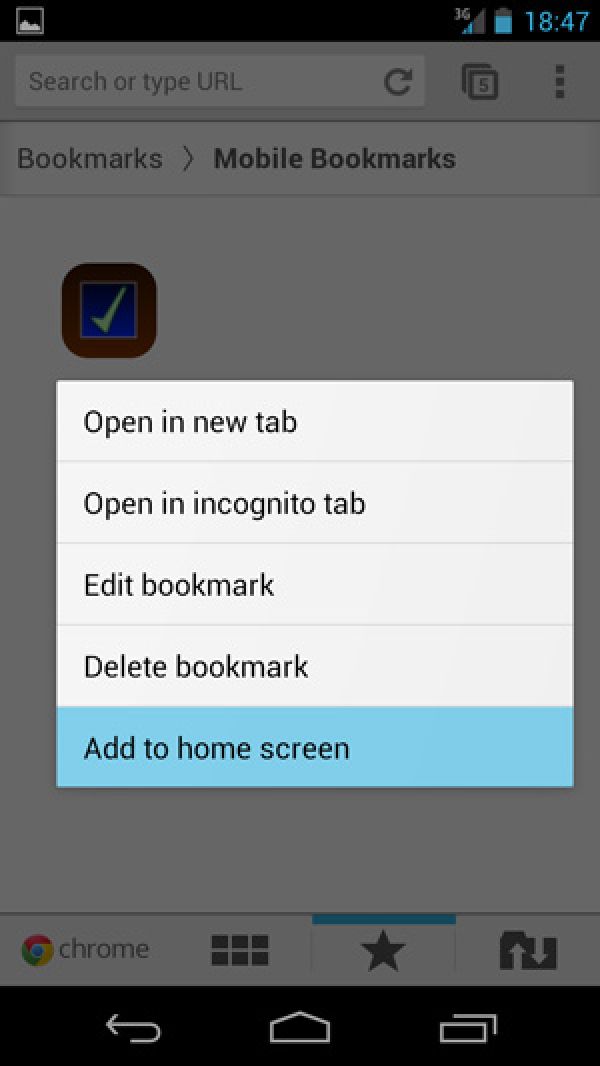 3G 18:47
Search or type URL 5
Bookmarks 〉 Mobile Bookmarks
Open in new tab
Open in incognito tab
Edit bookmark
Delete bookmark
Add to home screen
chrome